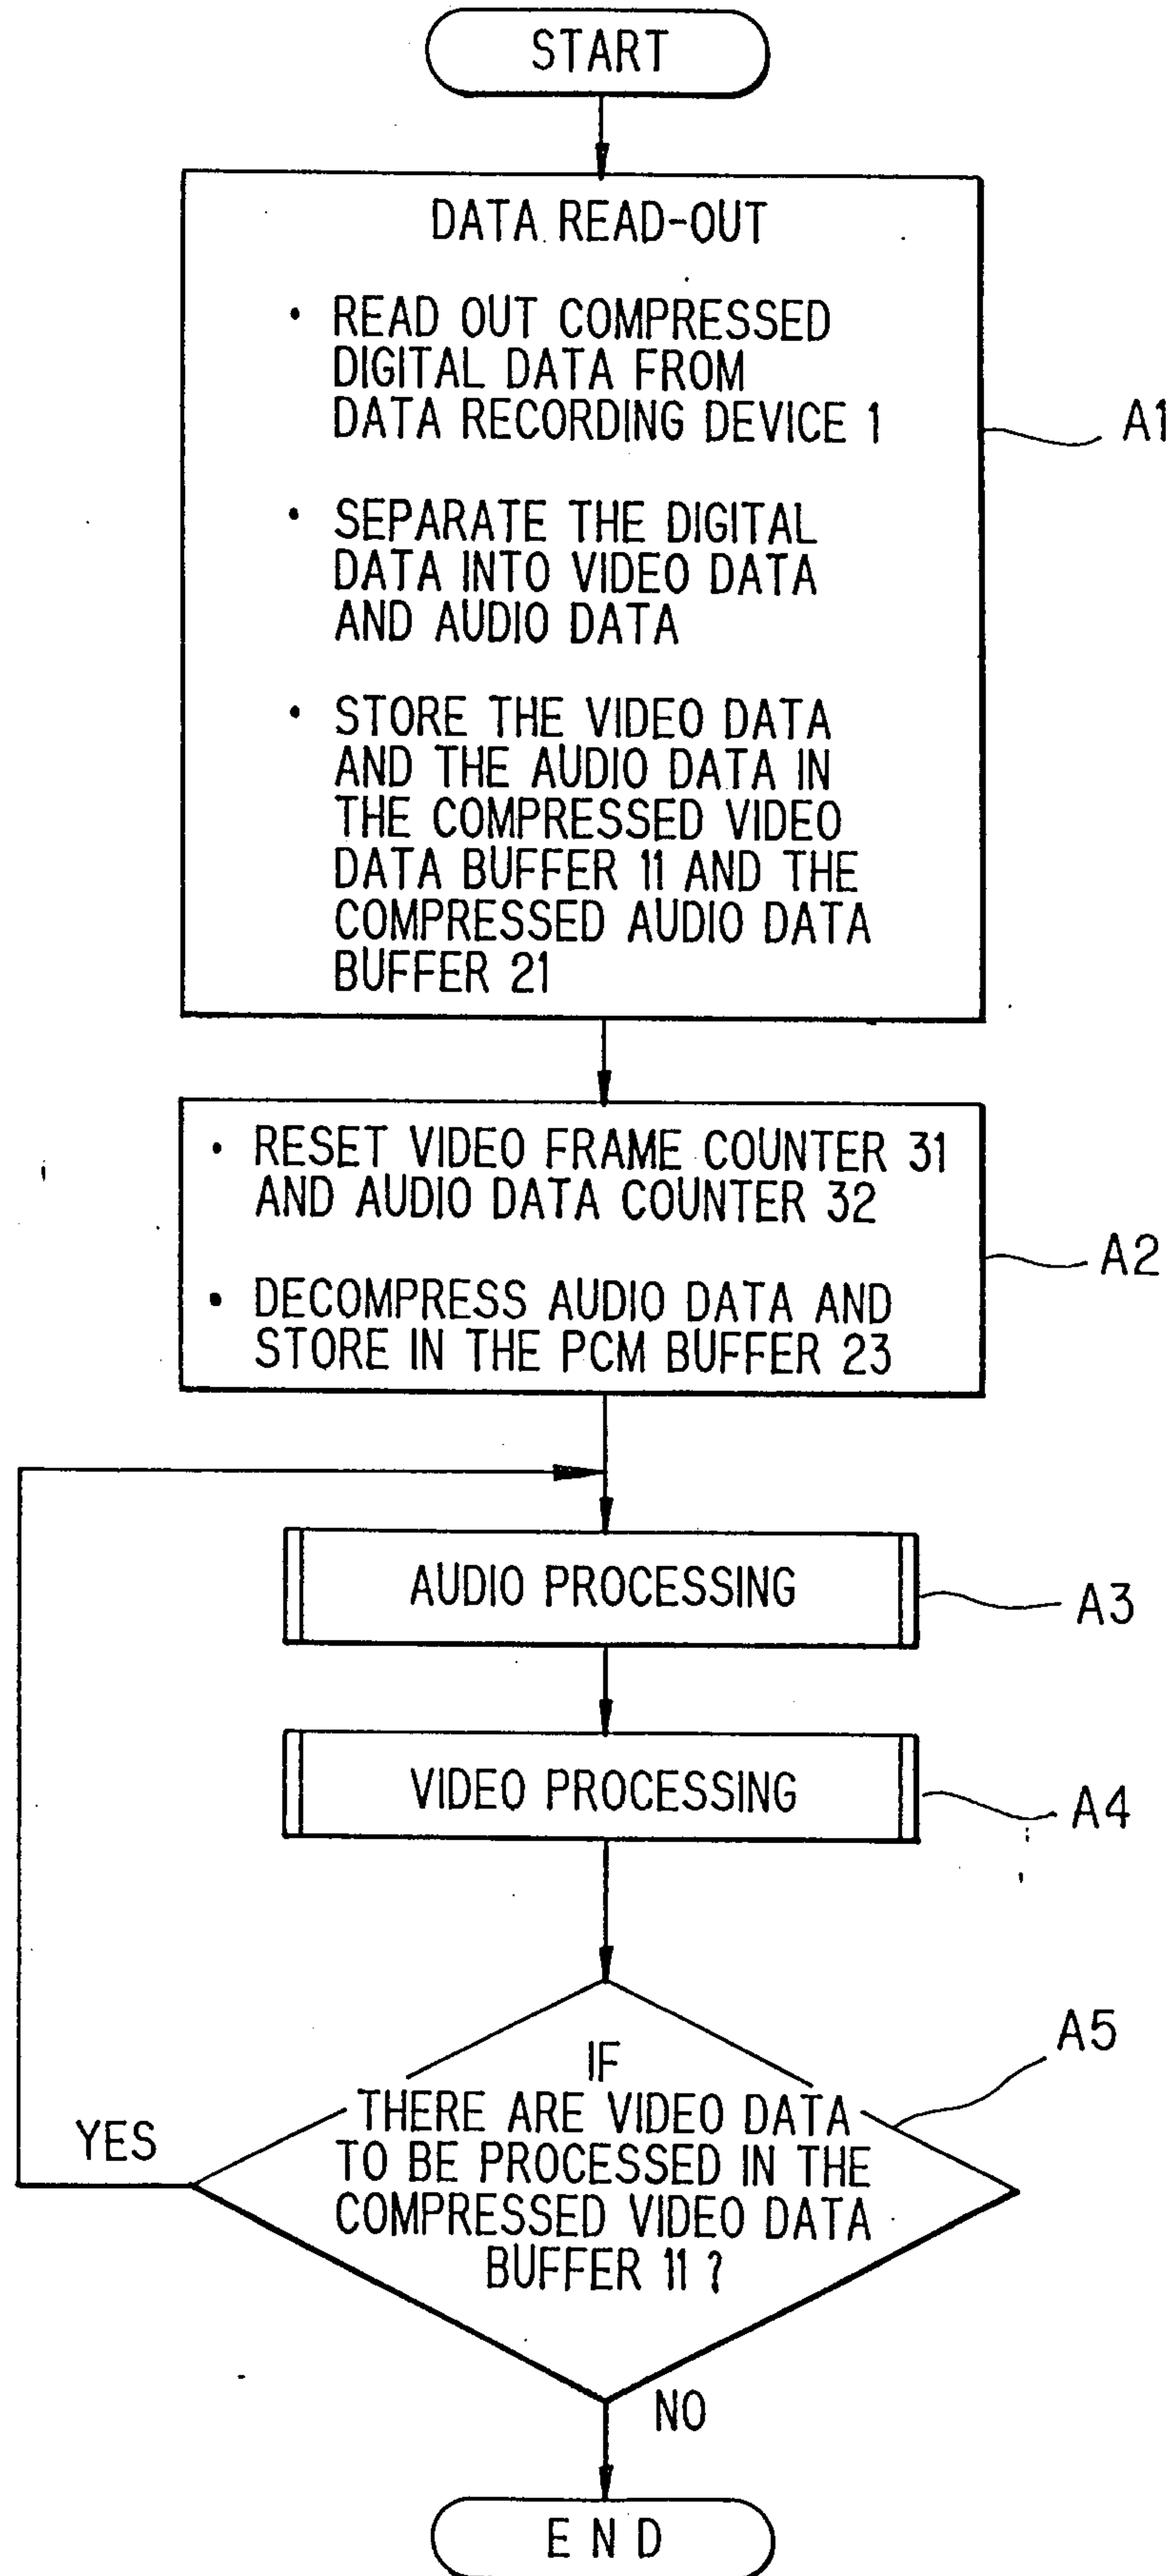 START
DATA READ-OUT
• READ OUT COMPRESSED
DIGITAL DATA FROM
DATA RECORDING DEVICE 1
• SEPARATE THE DIGITAL
DATA INTO VIDEO DATA
AND AUDIO DATA
• STORE THE VIDEO DATA
AND THE AUDIO DATA IN
THE COMPRESSED VIDEO
DATA BUFFER 11 AND THE
COMPRESSED AUDIO DATA
BUFFER 21
A1
• RESET VIDEO FRAME COUNTER 31
AND AUDIO DATA COUNTER 32
• DECOMPRESS AUDIO DATA AND
STORE IN THE PCM BUFFER 23
A2
AUDIO PROCESSING
A3
VIDEO PROCESSING
A4
IF
THERE ARE VIDEO DATA
TO BE PROCESSED IN THE
COMPRESSED VIDEO DATA
BUFFER 11 ?
A5
YES
NO
END